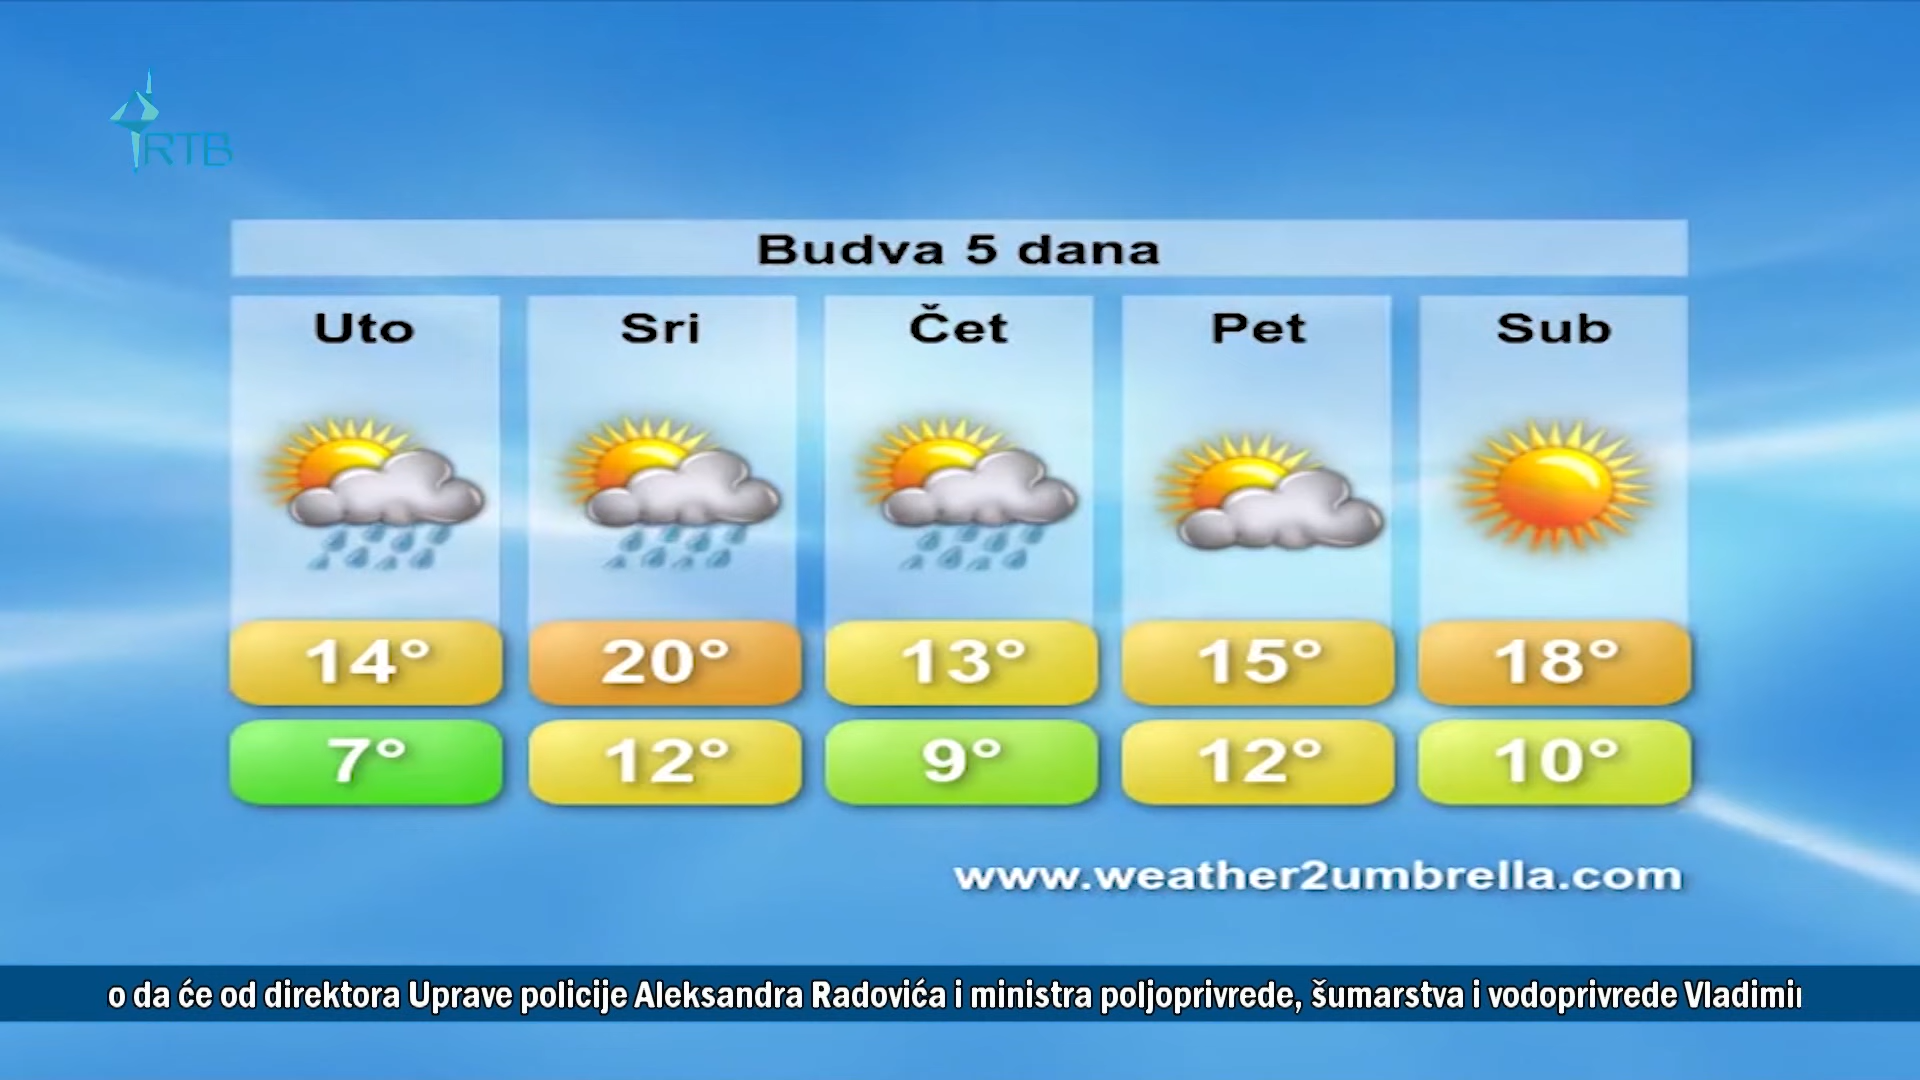 RTB
Budva 5 dana
Uto Sri Čet Pet Sub
14° 20° 13° 15° 18°
7° 12° 9° 12° 10°
www.weather2umbrella.com
o da će od direktora Uprave policije Aleksandra Radovića i ministra poljoprivrede, šumarstva i vodoprivrede Vladimi